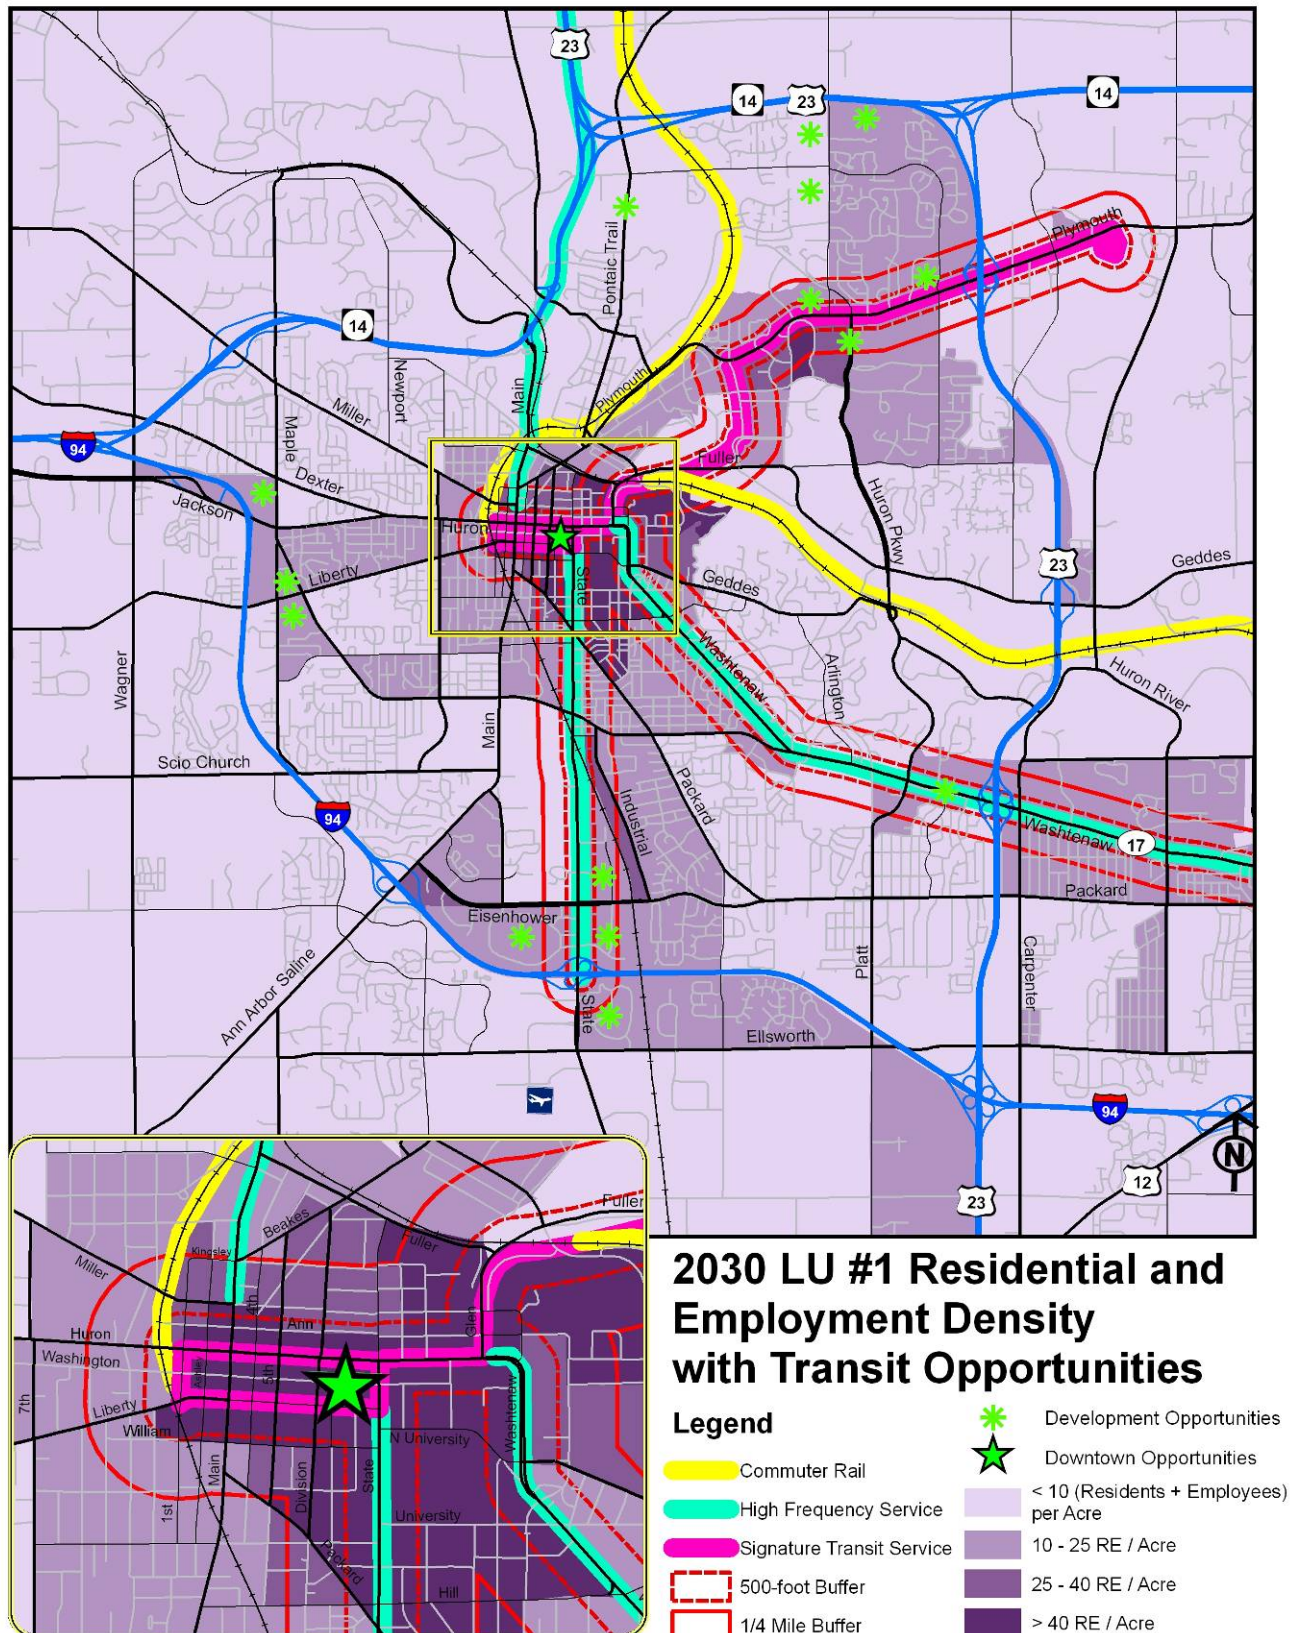 23
14
23
14
Plymouth
Pontaic Trail
14
Newport
Main
Miller
Plymouth
Maple
94
Dexter
Fuller
Jackson
Huron
Huron Pkwy
Liberty
State
Geddes
23
Geddes
Washtenaw
Wagner
Arlington
Huron River
Main
Scio Church
Packard
Industrial
94
Washtenaw
17
Packard
Eisenhower
Platt
Carpenter
Ann Arbor Saline
State
Ellsworth
94
N
12
23
Fuller
Beakes
Kingsley
Fuller
Miller
4th
Ann
Glen
Huron
Washington
Ashley
5th
7th
Liberty
William
N University
Washtenaw
Main
Division
State
1st
University
Packard
Hill
2030 LU #1 Residential and
Employment Density
with Transit Opportunities
Legend
Commuter Rail
High Frequency Service
Signature Transit Service
500-foot Buffer
1/4 Mile Buffer
Development Opportunities
Downtown Opportunities
< 10 (Residents + Employees)
per Acre
10 - 25 RE / Acre
25 - 40 RE / Acre
> 40 RE / Acre